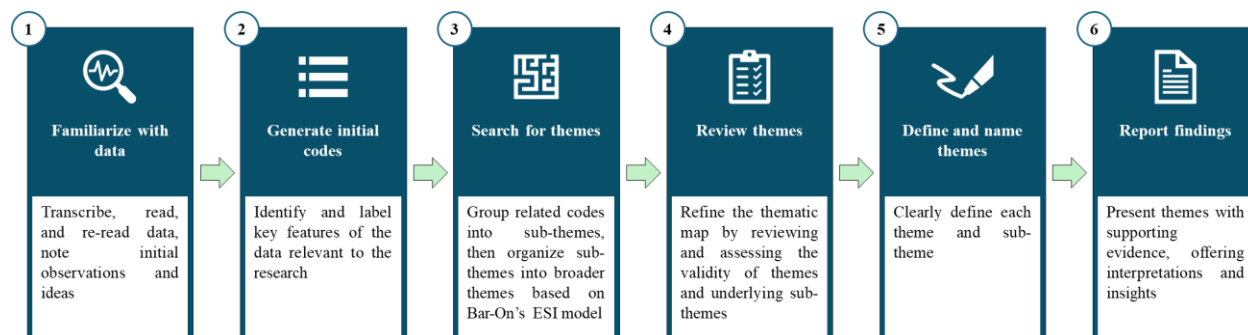 1
Familiarize with
data
Transcribe, read,
and re-read data,
note initial
observations and
ideas
2
Generate initial
codes
Identify and label
key features of the
data relevant to the
research
3
Search for themes
Group related codes
into sub-themes,
then organize sub-
themes into broader
themes based on
Bar-On's ESI model
4
Review themes
Refine the thematic
map by reviewing
and assessing the
validity of themes
and underlying sub-
themes
5
Define and name
themes
Clearly define each
theme and sub-
theme
6
Report findings
Present themes with
supporting
evidence, offering
interpretations and
insights